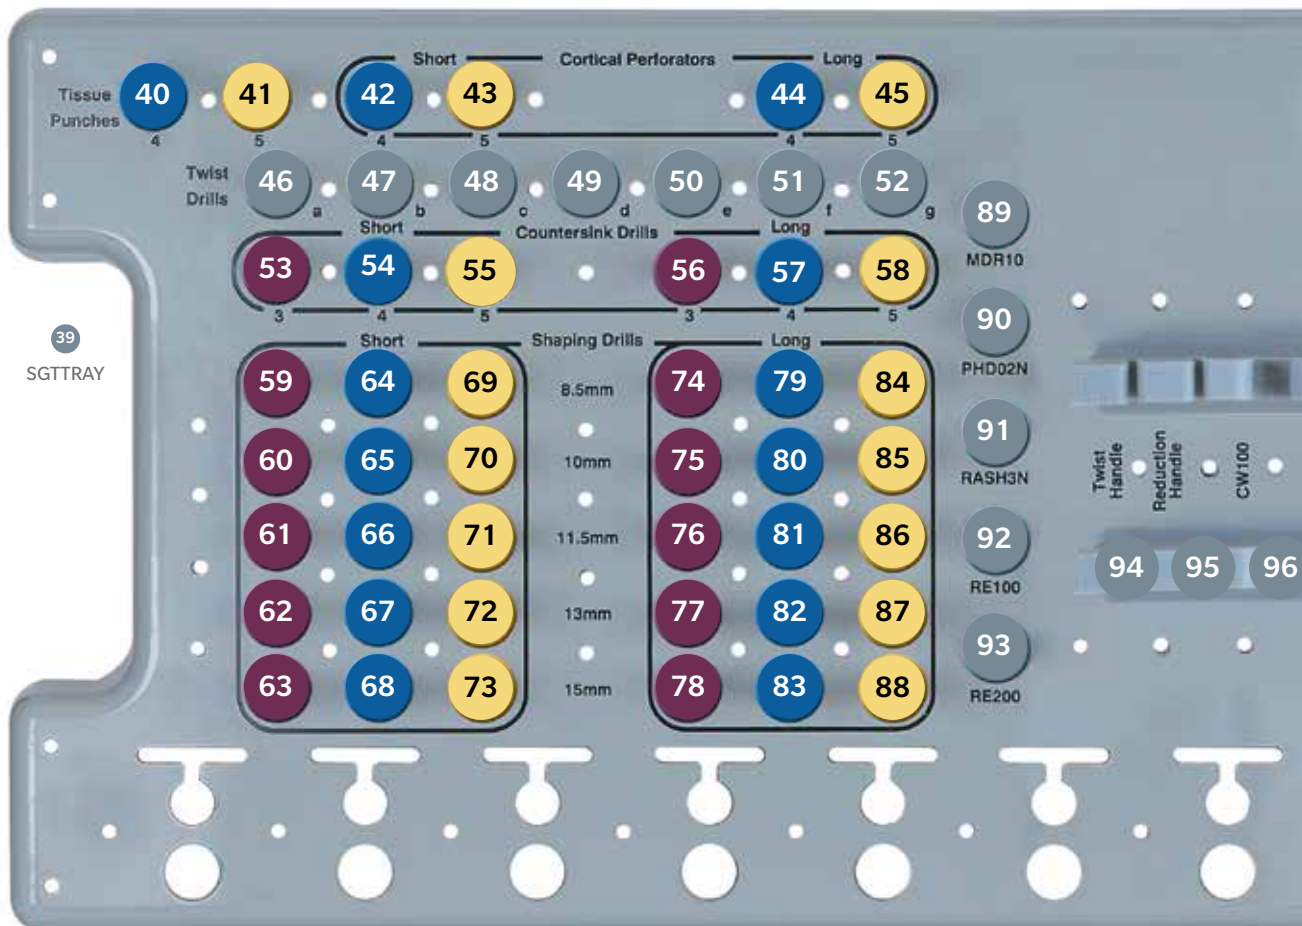 Short Cortical Perforators Long
Tissue Punches 40 41 42 43 44 45
4 5 4 5 4 5
Twist Drills 46 47 48 49 50 51 52
a b c d e f g
89
MDR10
Short Countersink Drills Long
53 54 55 56 57 58
3 4 5 3 4 5
90
PHD02N
39
SGTTRAY
Short Shaping Drills Long
59 64 69 8.5mm 74 79 84
91
RASH3N
60 65 70 10mm 75 80 85
Twist Handle
Reduction Handle
CW100
61 66 71 11.5mm 76 81 86
92
RE100
94 95 96
62 67 72 13mm 77 82 87
93
RE200
63 68 73 15mm 78 83 88